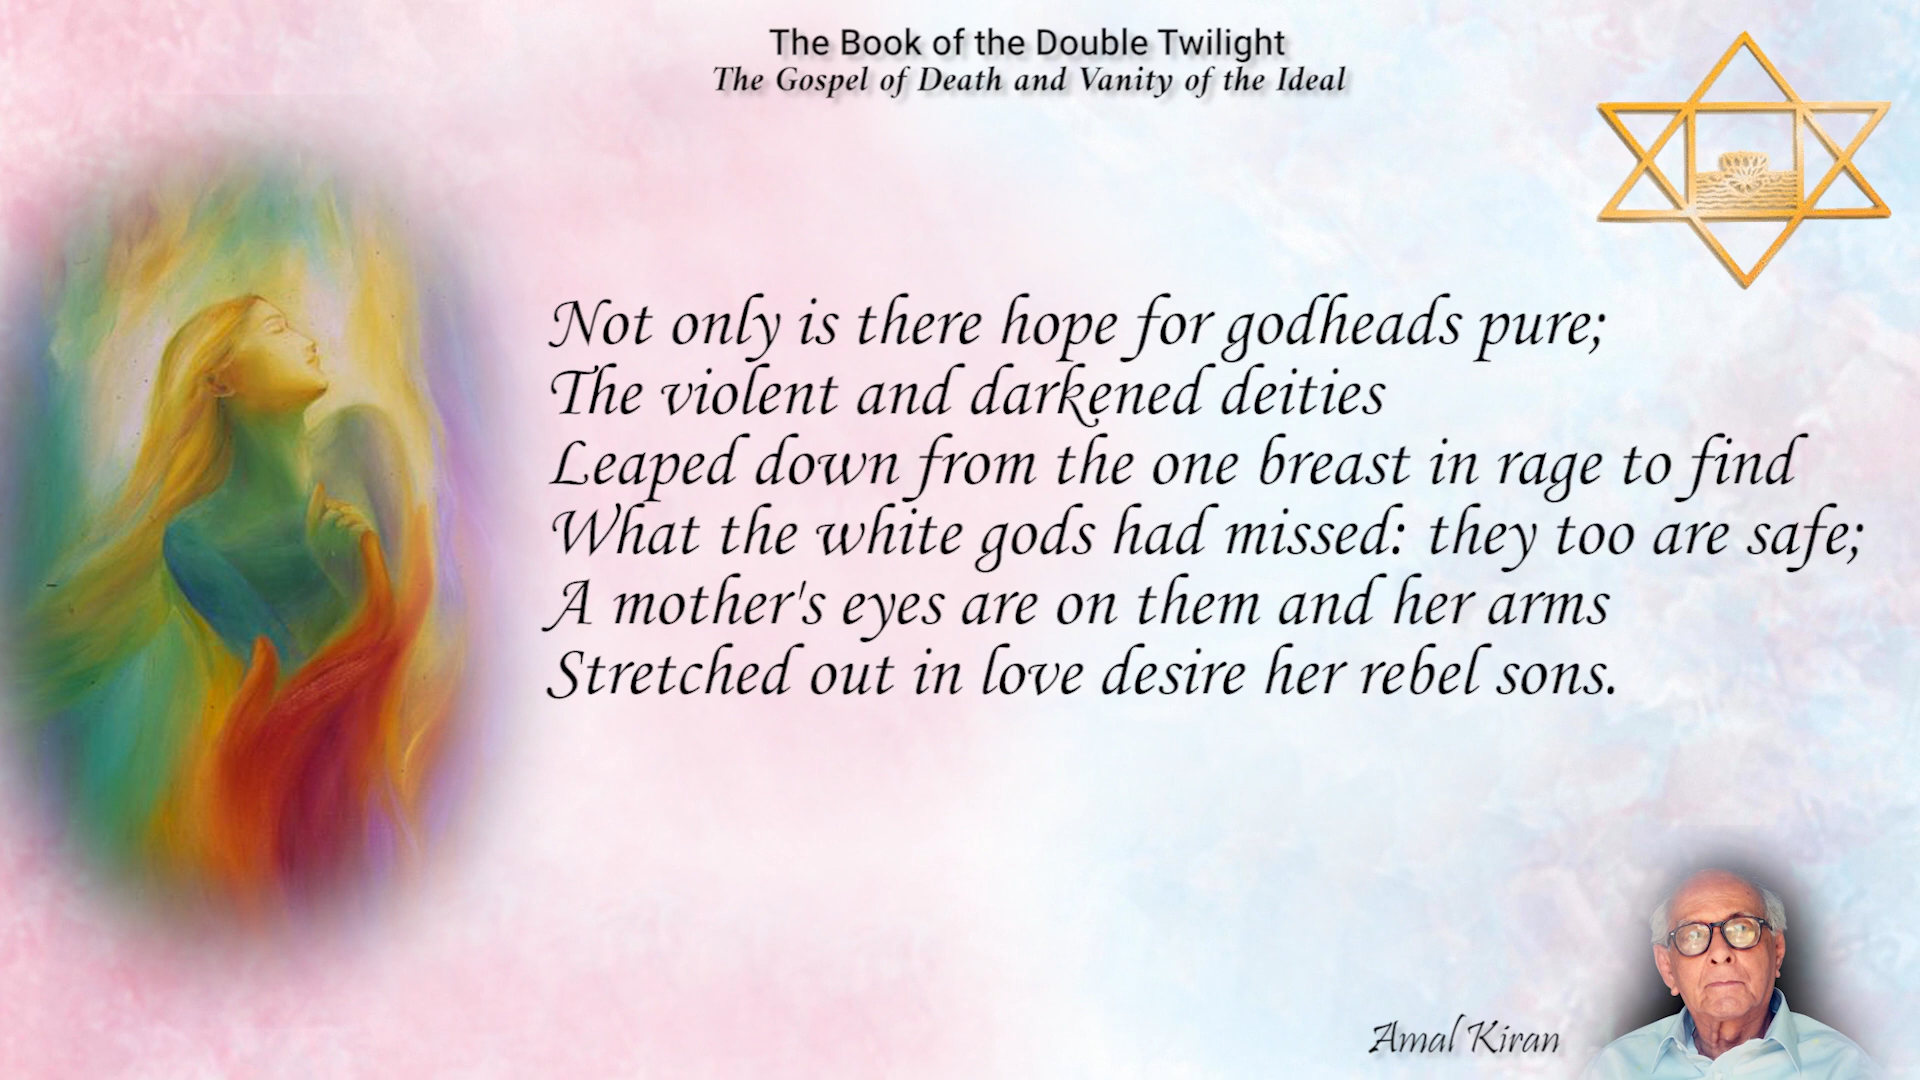 The Book of the Double Twilight
The Gospel of Death and Vanity of the Ideal
Not only is there hope for godheads pure;
The violent and darkened deities
Leaped down from the one breast in rage to find
What the white gods had missed: they too are safe;
A mother's eyes are on them and her arms
Stretched out in love desire her rebel sons.
Amal Kiran